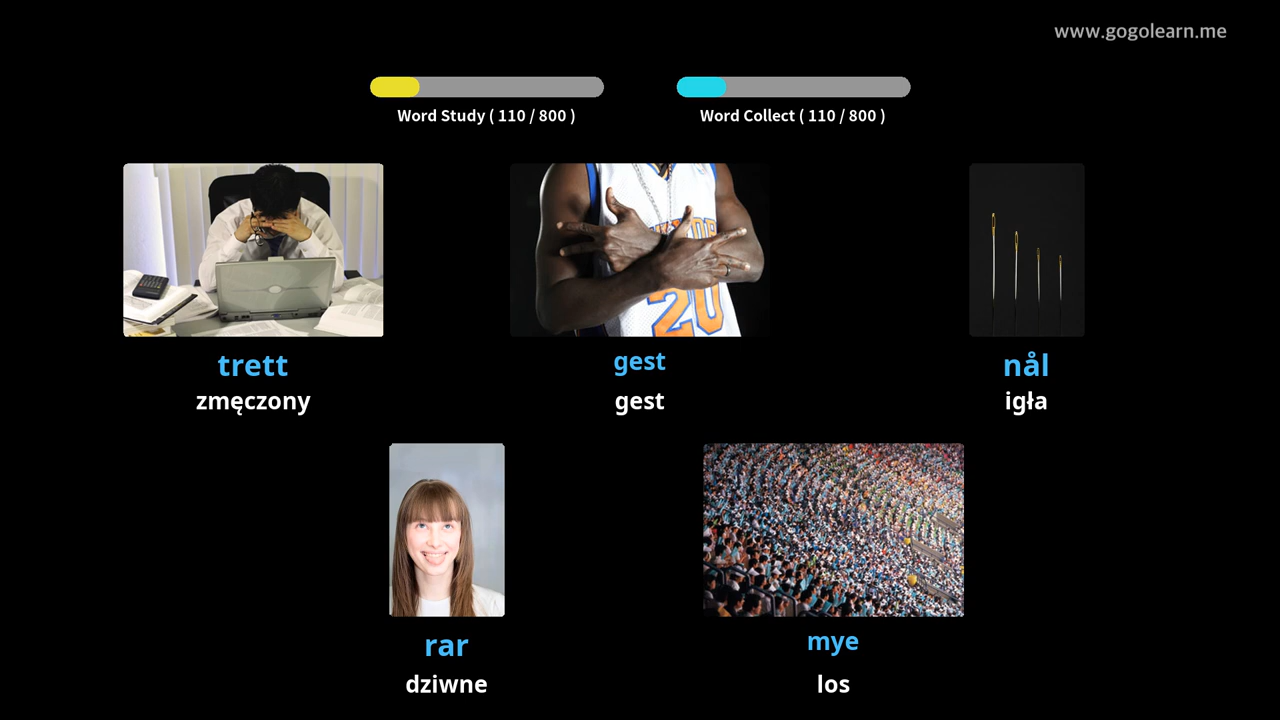 www.gogolearn.me
Word Study ( 110 / 800 )
Word Collect ( 110 / 800 )
20
trett
zmęczony
gest
gest
nål
igła
rar
dziwne
mye
los